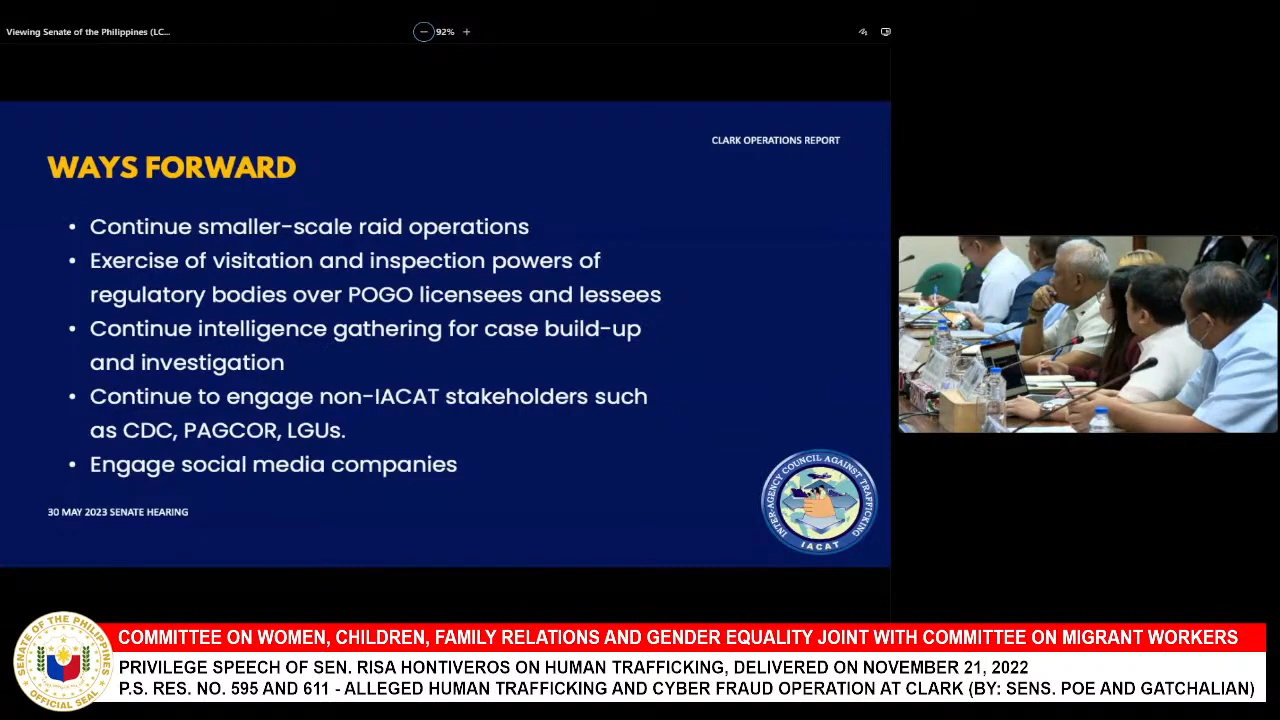 Viewing Senate of the Philippines (LC...
92%
CLARK OPERATIONS REPORT
WAYS FORWARD
• Continue smaller-scale raid operations
• Exercise of visitation and inspection powers of
regulatory bodies over POGO licensees and lessees
• Continue intelligence gathering for case build-up
and investigation
• Continue to engage non-IACAT stakeholders such
as CDC, PAGCOR, LGUs.
• Engage social media companies
30 MAY 2023 SENATE HEARING
INTER-AGENCY COUNCIL AGAINST TRAFFICKING
IACAT
SENATE OF THE PHILIPPINES
OFFICIAL SEAL
COMMITTEE ON WOMEN, CHILDREN, FAMILY RELATIONS AND GENDER EQUALITY JOINT WITH COMMITTEE ON MIGRANT WORKERS
PRIVILEGE SPEECH OF SEN. RISA HONTIVEROS ON HUMAN TRAFFICKING, DELIVERED ON NOVEMBER 21, 2022
P.S. RES. NO. 595 AND 611 - ALLEGED HUMAN TRAFFICKING AND CYBER FRAUD OPERATION AT CLARK (BY: SENS. POE AND GATCHALIAN)